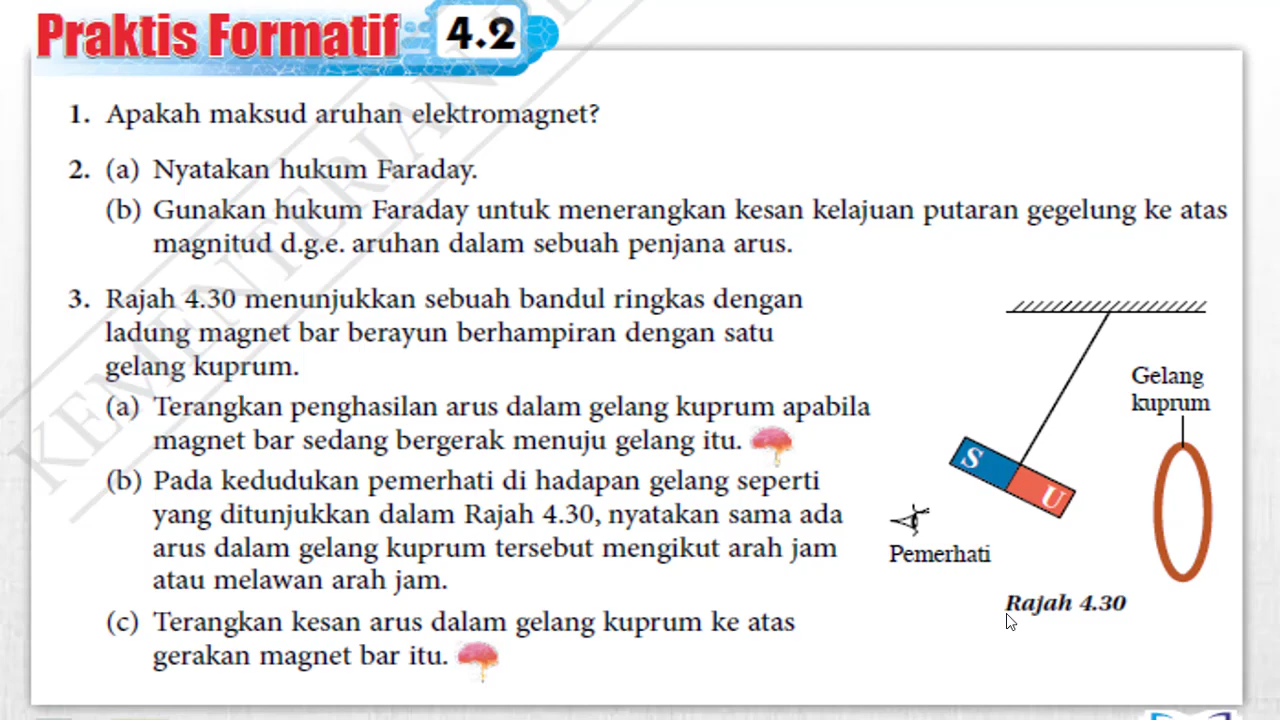 Praktis Formatif 4.2
1. Apakah maksud aruhan elektromagnet?
2. (a) Nyatakan hukum Faraday.
(b) Gunakan hukum Faraday untuk menerangkan kesan kelajuan putaran gegelung ke atas
magnitud d.g.e. aruhan dalam sebuah penjana arus.
3. Rajah 4.30 menunjukkan sebuah bandul ringkas dengan
ladung magnet bar berayun berhampiran dengan satu
gelang kuprum.
(a) Terangkan penghasilan arus dalam gelang kuprum apabila
magnet bar sedang bergerak menuju gelang itu.
(b) Pada kedudukan pemerhati di hadapan gelang seperti
yang ditunjukkan dalam Rajah 4.30, nyatakan sama ada
arus dalam gelang kuprum tersebut mengikut arah jam
atau melawan arah jam.
(c) Terangkan kesan arus dalam gelang kuprum ke atas
gerakan magnet bar itu.
Gelang
kuprum
S
U
Pemerhati
Rajah 4.30
KEMENTERIAN